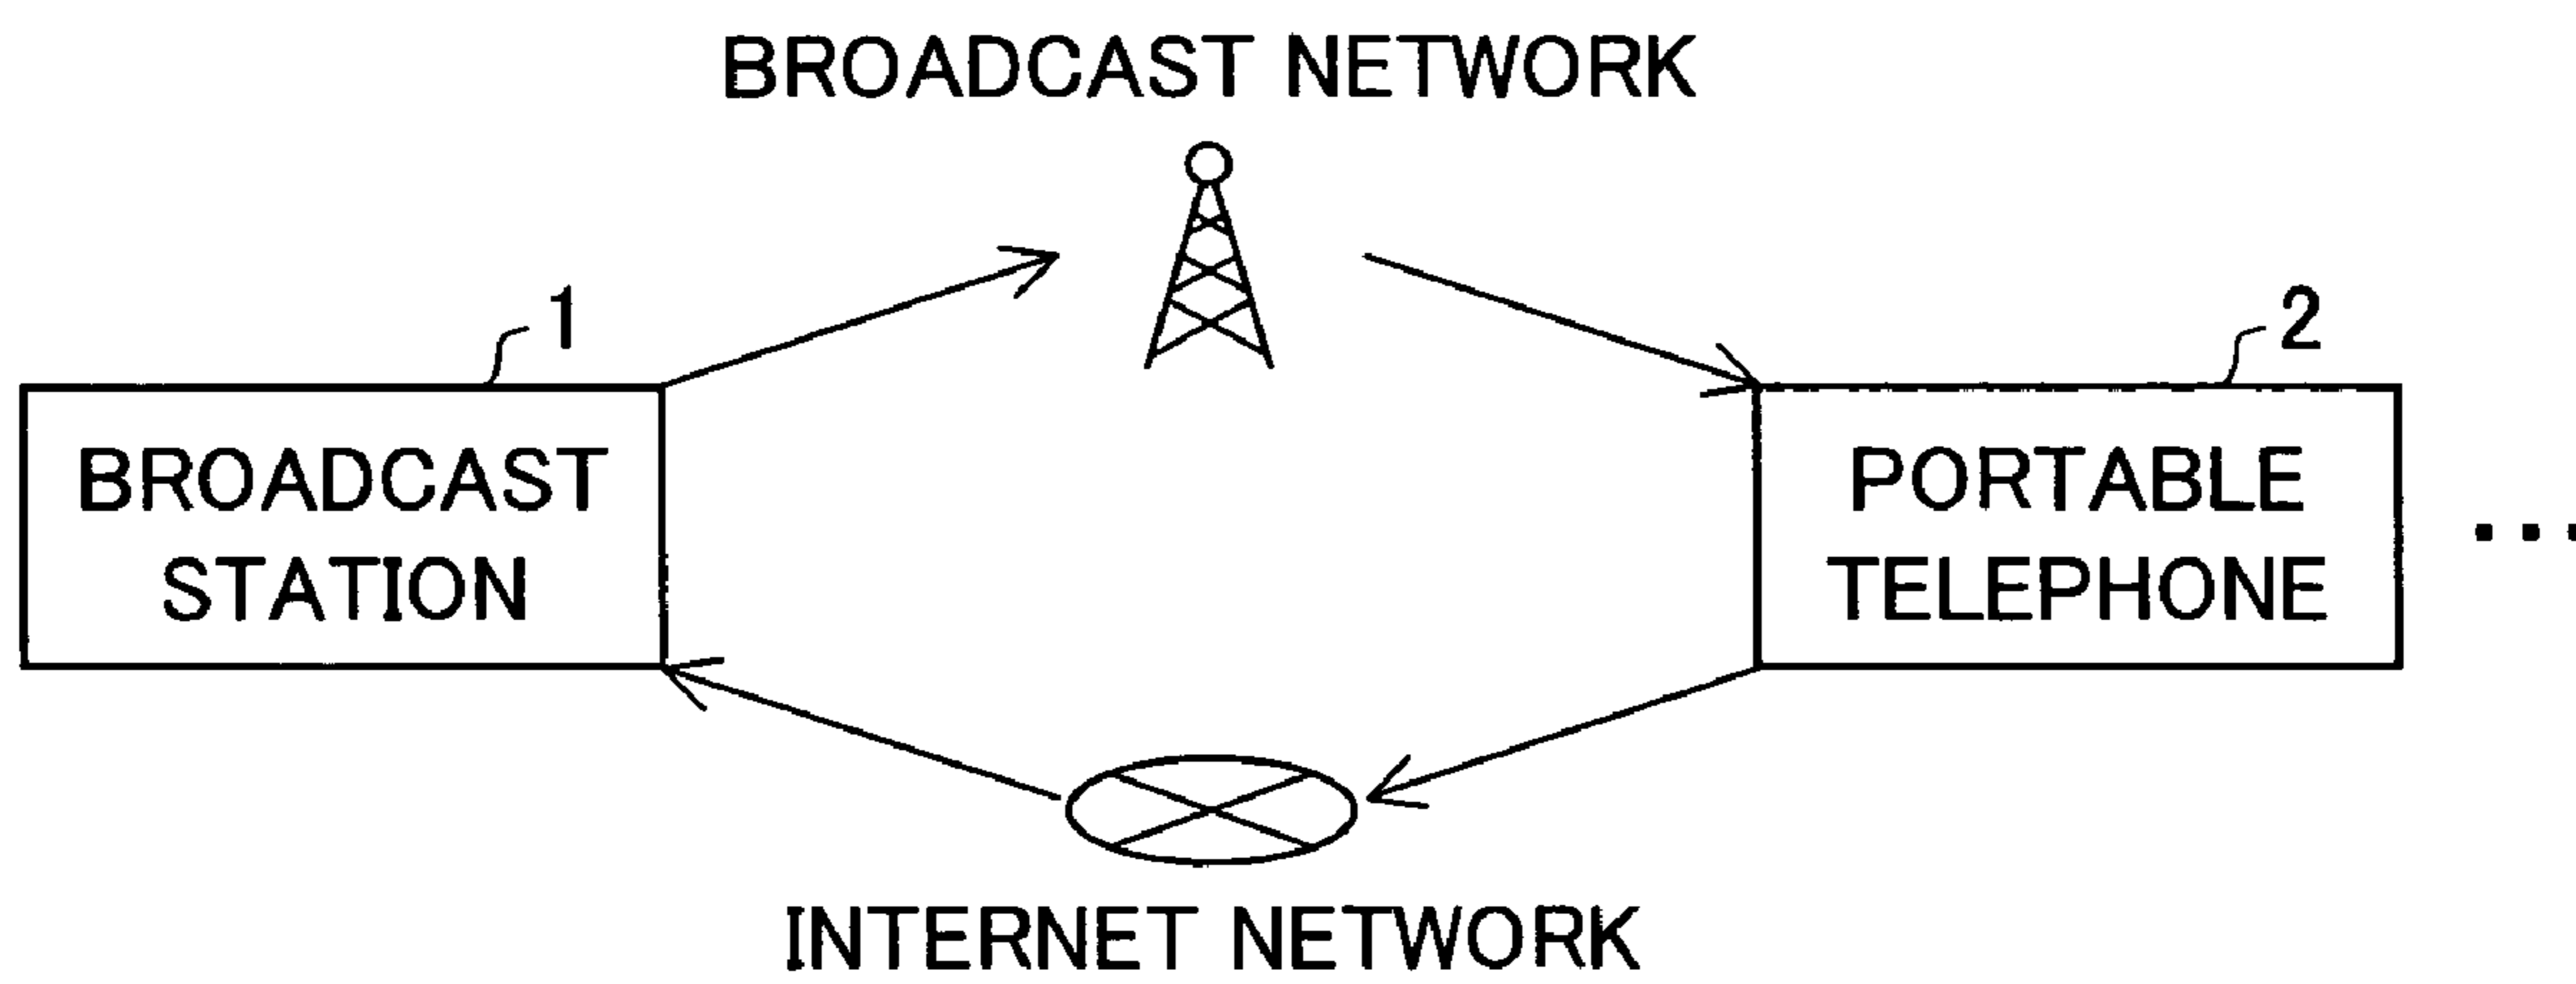 BROADCAST NETWORK
1
2
BROADCAST
STATION
PORTABLE
TELEPHONE
...
INTERNET NETWORK